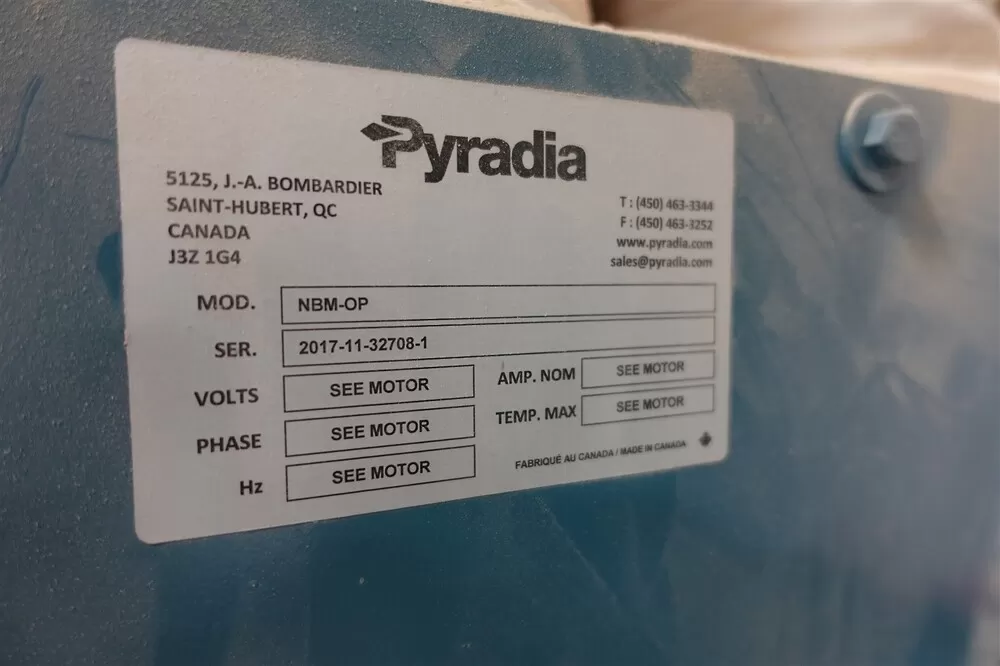 Pyradia
5125, J.-A. BOMBARDIER
SAINT-HUBERT, QC
CANADA
J3Z 1G4
T : (450) 463-3344
F : (450) 463-3252
www.pyradia.com
sales@pyradia.com
MOD. NBM-OP
SER. 2017-11-32708-1
VOLTS SEE MOTOR AMP. NOM SEE MOTOR
PHASE SEE MOTOR TEMP. MAX SEE MOTOR
Hz SEE MOTOR
FABRIQUÉ AU CANADA / MADE IN CANADA